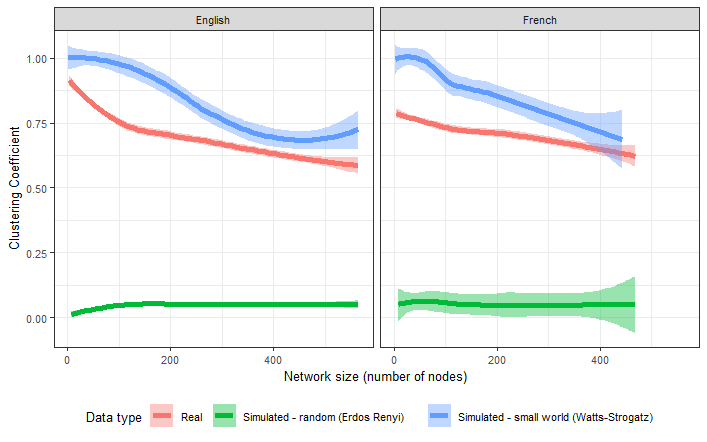 English French
Clustering Coefficient
1.00
0.75
0.50
0.25
0.00
0 200 400 0 200 400
Network size (number of nodes)
Data type Real Simulated - random (Erdos Renyi) Simulated - small world (Watts-Strogatz)